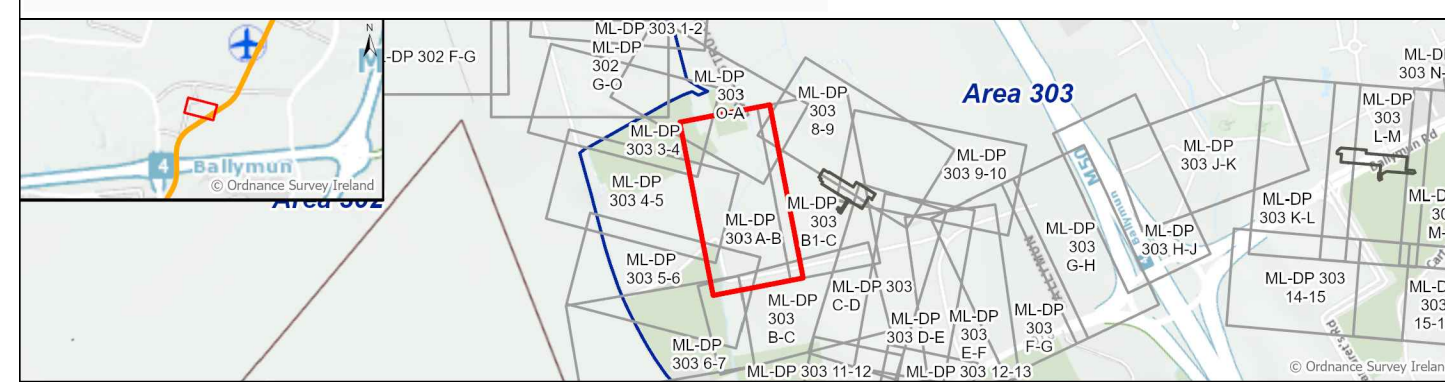 N
M
4
Ballymun
© Ordnance Survey Ireland
-DP 302 F-G
ML-DP 303 1-2
ML-DP
302
G-O
ML-DP
303
O-A
ML-DP
303 3-4
ML-DP
303
8-9
Area 303
ML-DP
303 4-5
ML-DP
303 9-10
ML-DP
303 A-B
ML-DP
303
B1-C
ML-DP
303 5-6
ML-DP
303
B-C
ML-DP 303
C-D
ML-DP
303 6-7
ML-DP 303 11-12
ML-DP
303 D-E
ML-DP
303
E-F
ML-DP 303 12-13
ML-DP
303
F-G
ML-DP
303
G-H
M50
Ballymun
ML-DP
303 H-J
ML-DP
303 J-K
ML-DP
303 K-L
ML-DP
303
L-M
Ballymun Rd
ML-DP 303
14-15
© Ordnance Survey Irelan